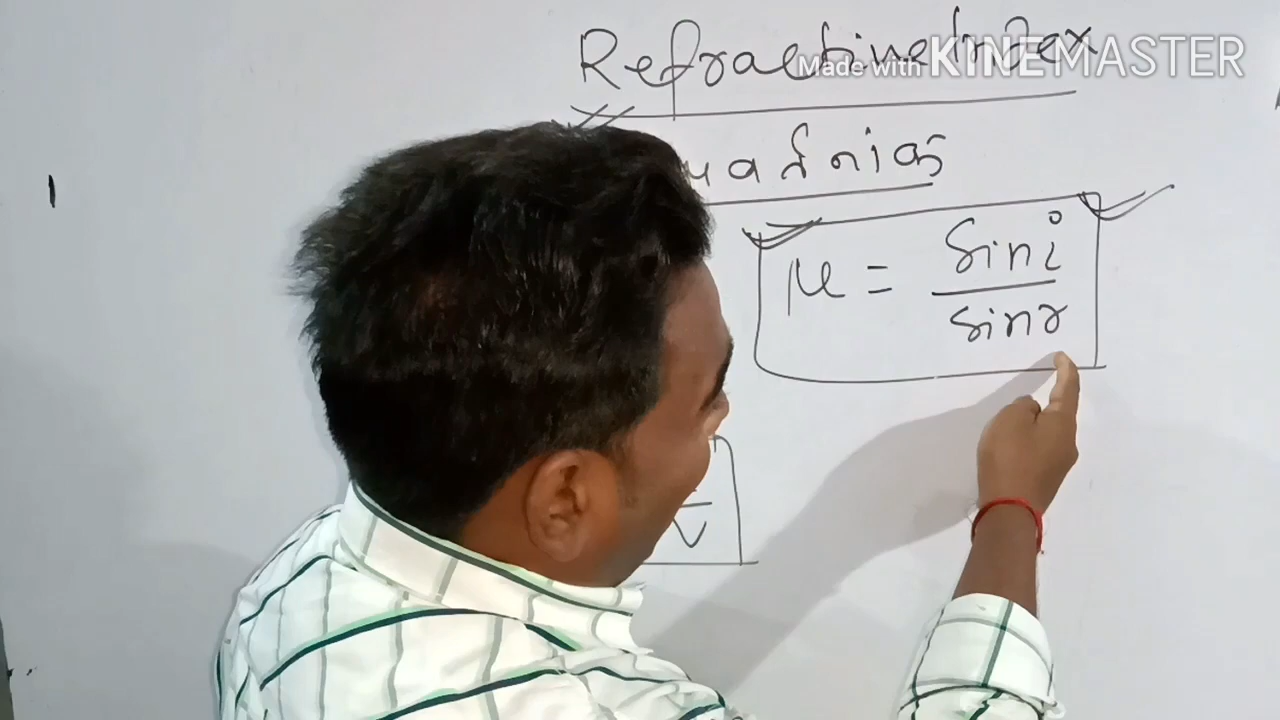 Refractive Index
Made with KINEMASTER
μ = sin i
sin r
V